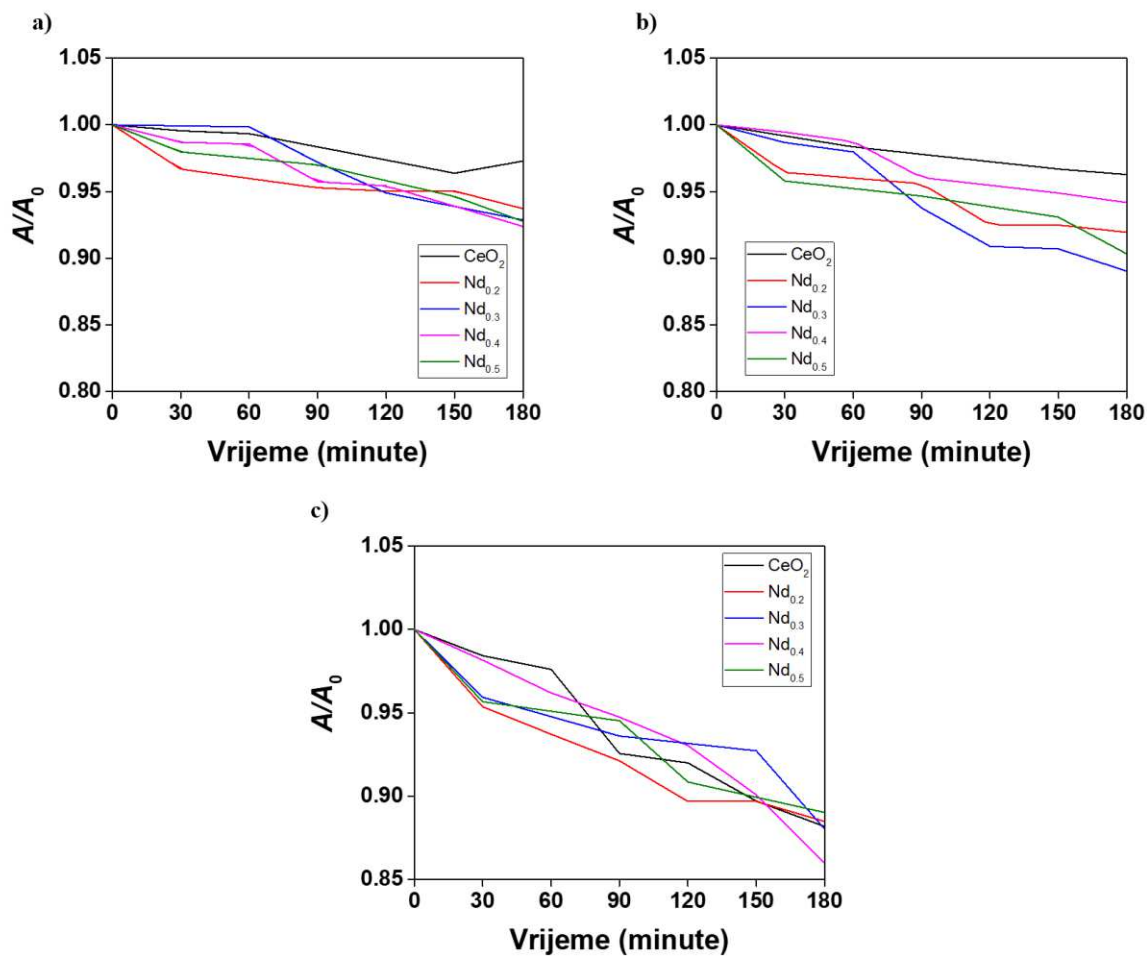 a)
1.05
1.00
0.95
0.90
0.85
0.80
A/A₀
0 30 60 90 120 150 180
Vrijeme (minute)
CeO₂
Nd₀.₂
Nd₀.₃
Nd₀.₄
Nd₀.₅
b)
1.05
1.00
0.95
0.90
0.85
0.80
A/A₀
0 30 60 90 120 150 180
Vrijeme (minute)
CeO₂
Nd₀.₂
Nd₀.₃
Nd₀.₄
Nd₀.₅
c)
1.05
1.00
0.95
0.90
0.85
A/A₀
0 30 60 90 120 150 180
Vrijeme (minute)
CeO₂
Nd₀.₂
Nd₀.₃
Nd₀.₄
Nd₀.₅